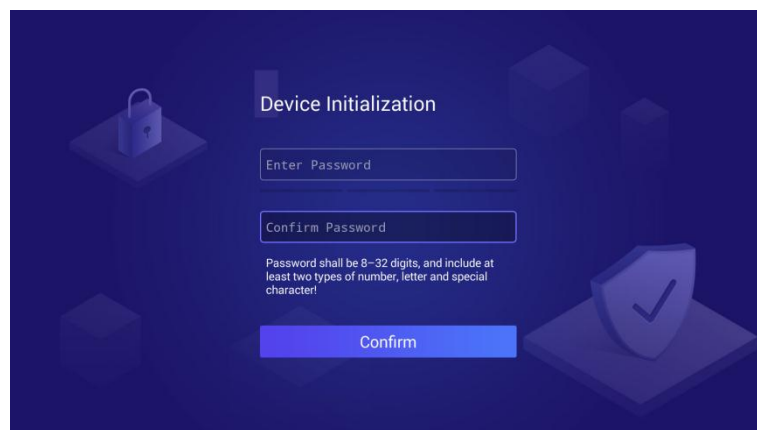 Device Initialization
Enter Password
Confirm Password
Password shall be 8–32 digits, and include at
least two types of number, letter and special
character!
Confirm